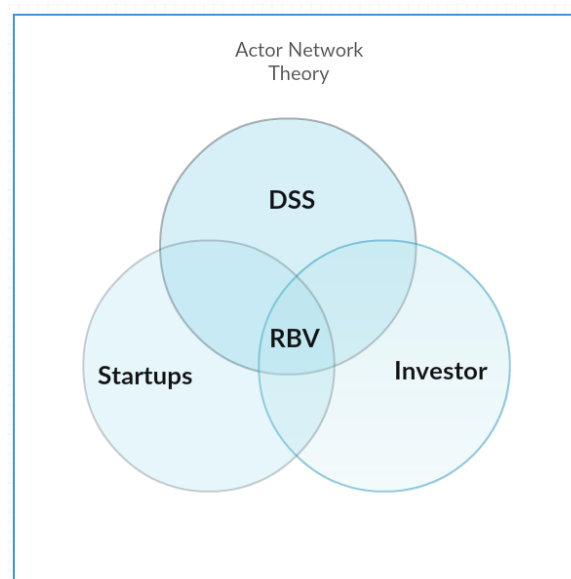 Actor Network
Theory
DSS
RBV
Startups
Investor